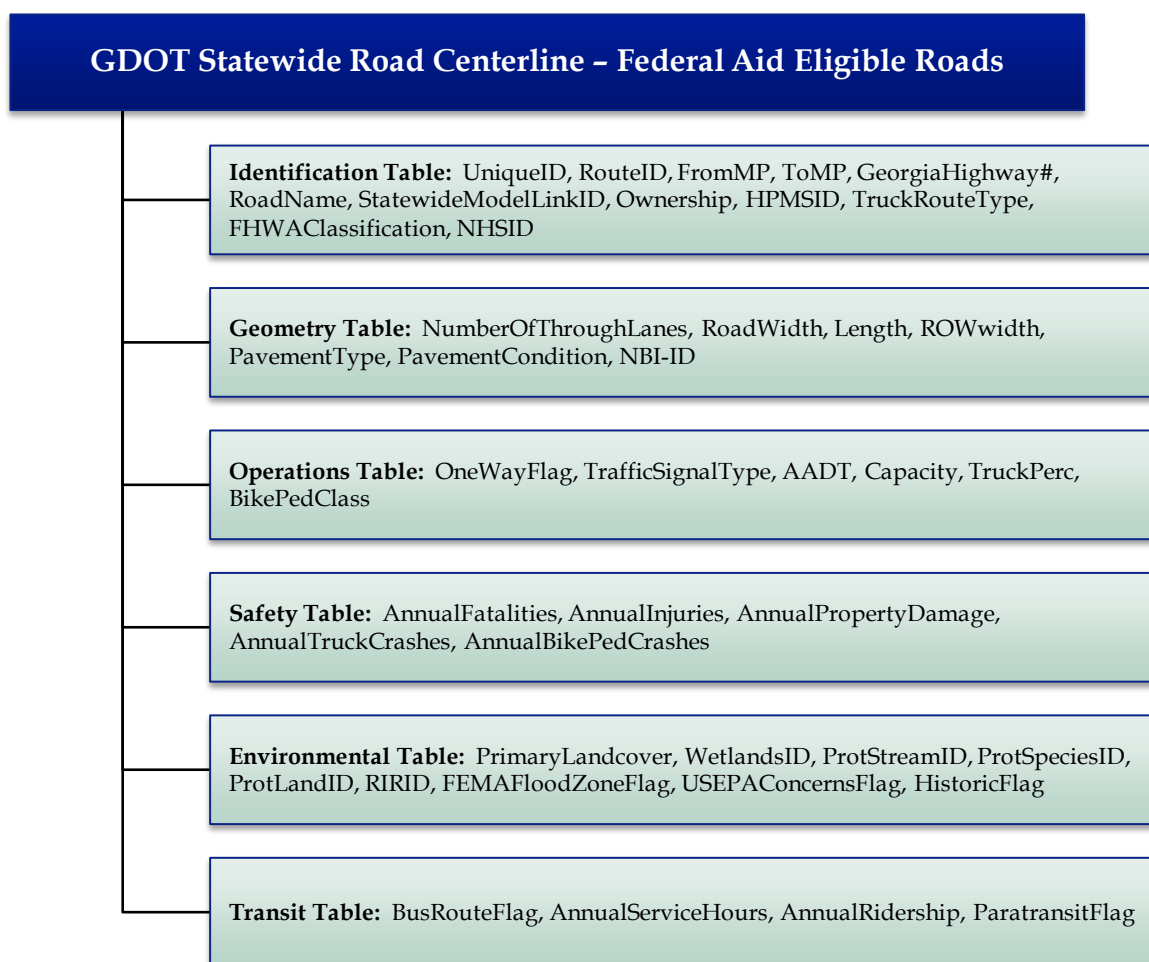 GDOT Statewide Road Centerline – Federal Aid Eligible Roads
Identification Table: UniqueID, RouteID, FromMP, ToMP, GeorgiaHighway#,
RoadName, StatewideModelLinkID, Ownership, HPMSID, TruckRouteType,
FHWAClassification, NHSID
Geometry Table: NumberOfThroughLanes, RoadWidth, Length, ROWwidth,
PavementType, PavementCondition, NBI-ID
Operations Table: OneWayFlag, TrafficSignalType, AADT, Capacity, TruckPerc,
BikePedClass
Safety Table: AnnualFatalities, AnnualInjuries, AnnualPropertyDamage,
AnnualTruckCrashes, AnnualBikePedCrashes
Environmental Table: PrimaryLandcover, WetlandsID, ProtStreamID, ProtSpeciesID,
ProtLandID, RIRID, FEMAFloodZoneFlag, USEPAConcernsFlag, HistoricFlag
Transit Table: BusRouteFlag, AnnualServiceHours, AnnualRidership, ParatransitFlag